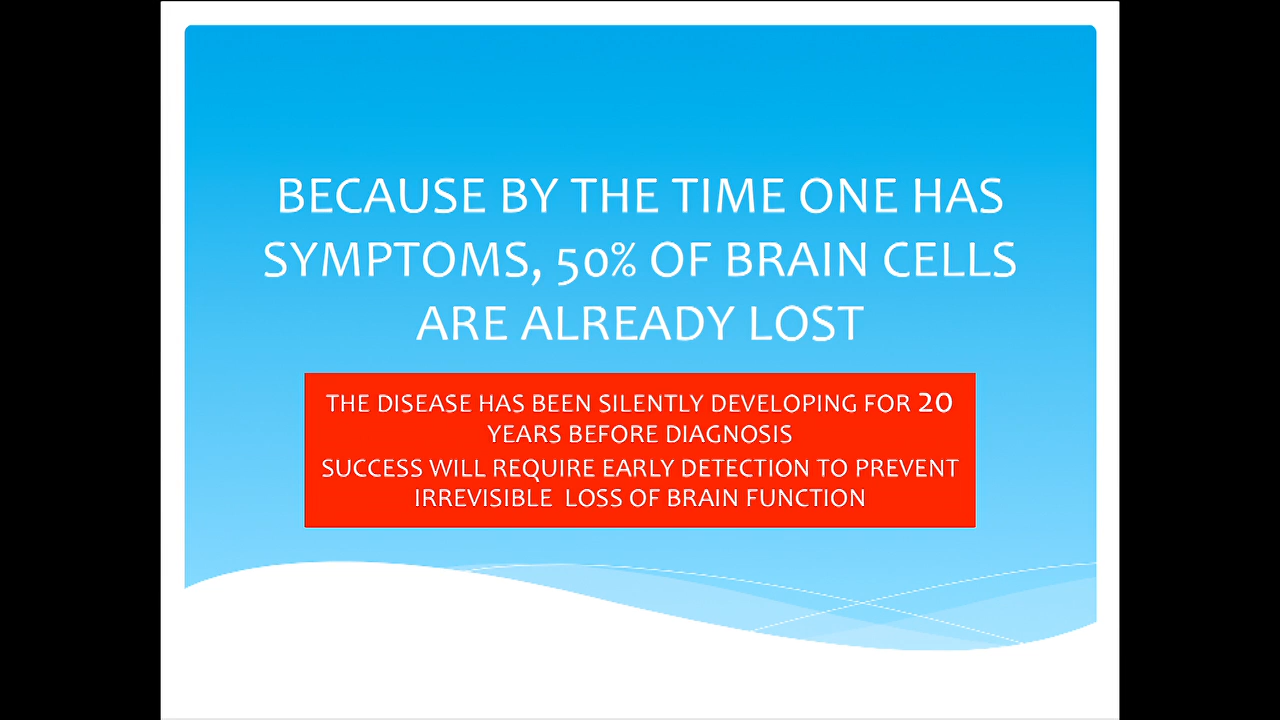 BECAUSE BY THE TIME ONE HAS
SYMPTOMS, 50% OF BRAIN CELLS
ARE ALREADY LOST
THE DISEASE HAS BEEN SILENTLY DEVELOPING FOR 20
YEARS BEFORE DIAGNOSIS
SUCCESS WILL REQUIRE EARLY DETECTION TO PREVENT
IRREVISIBLE LOSS OF BRAIN FUNCTION